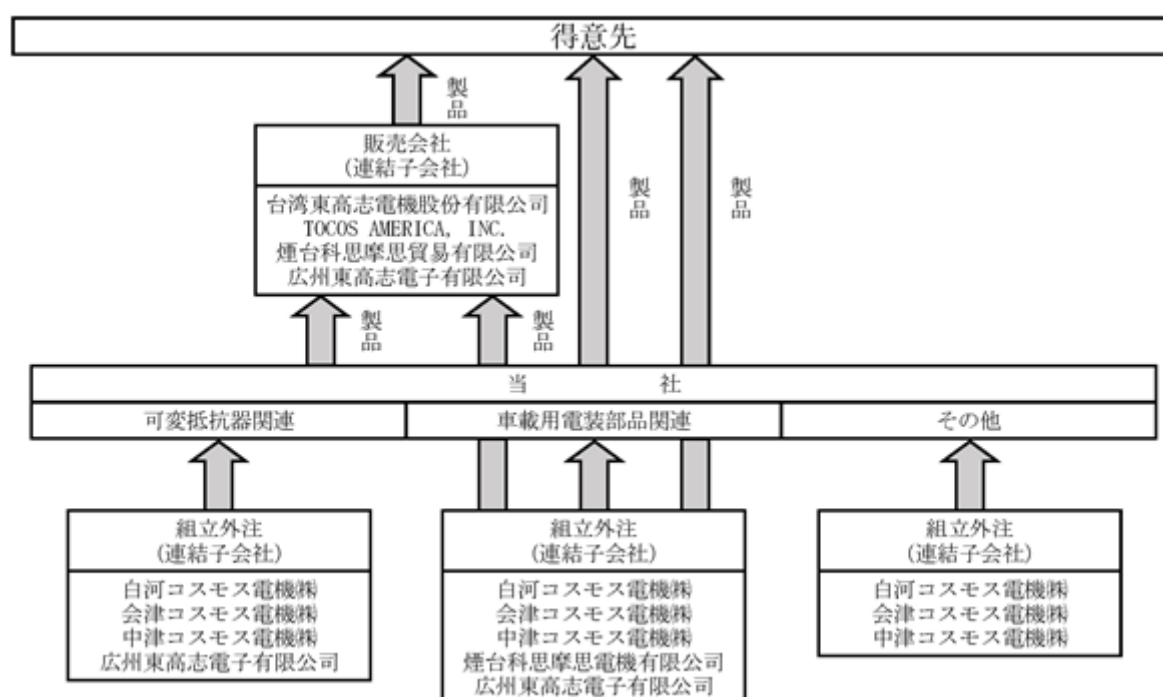 得意先
製品
販売会社
(連結子会社)
台湾東高志電機股份有限公司
TOCOS AMERICA, INC.
煙台科思摩思貿易有限公司
広州東高志電子有限公司
製品
製品
製品
製品
当社
可変抵抗器関連
車載用電装部品関連
その他
組立外注
(連結子会社)
白河コスモス電機㈱
会津コスモス電機㈱
中津コスモス電機㈱
広州東高志電子有限公司
組立外注
(連結子会社)
白河コスモス電機㈱
会津コスモス電機㈱
中津コスモス電機㈱
煙台科思摩思電機有限公司
広州東高志電子有限公司
組立外注
(連結子会社)
白河コスモス電機㈱
会津コスモス電機㈱
中津コスモス電機㈱